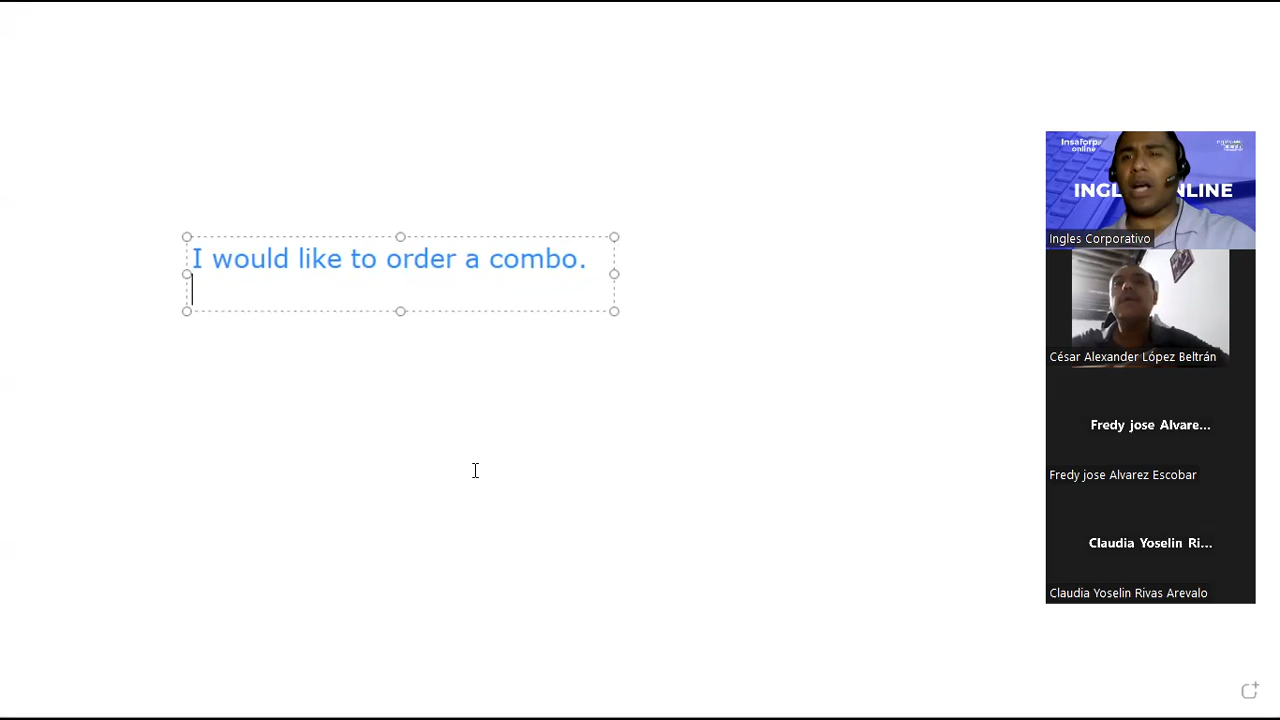 I would like to order a combo.
Insaforp
online
INGL
NLINE
Ingles Corporativo
César Alexander López Beltrán
Fredy jose Alvare...
Fredy jose Alvarez Escobar
Claudia Yoselin Ri...
Claudia Yoselin Rivas Arevalo